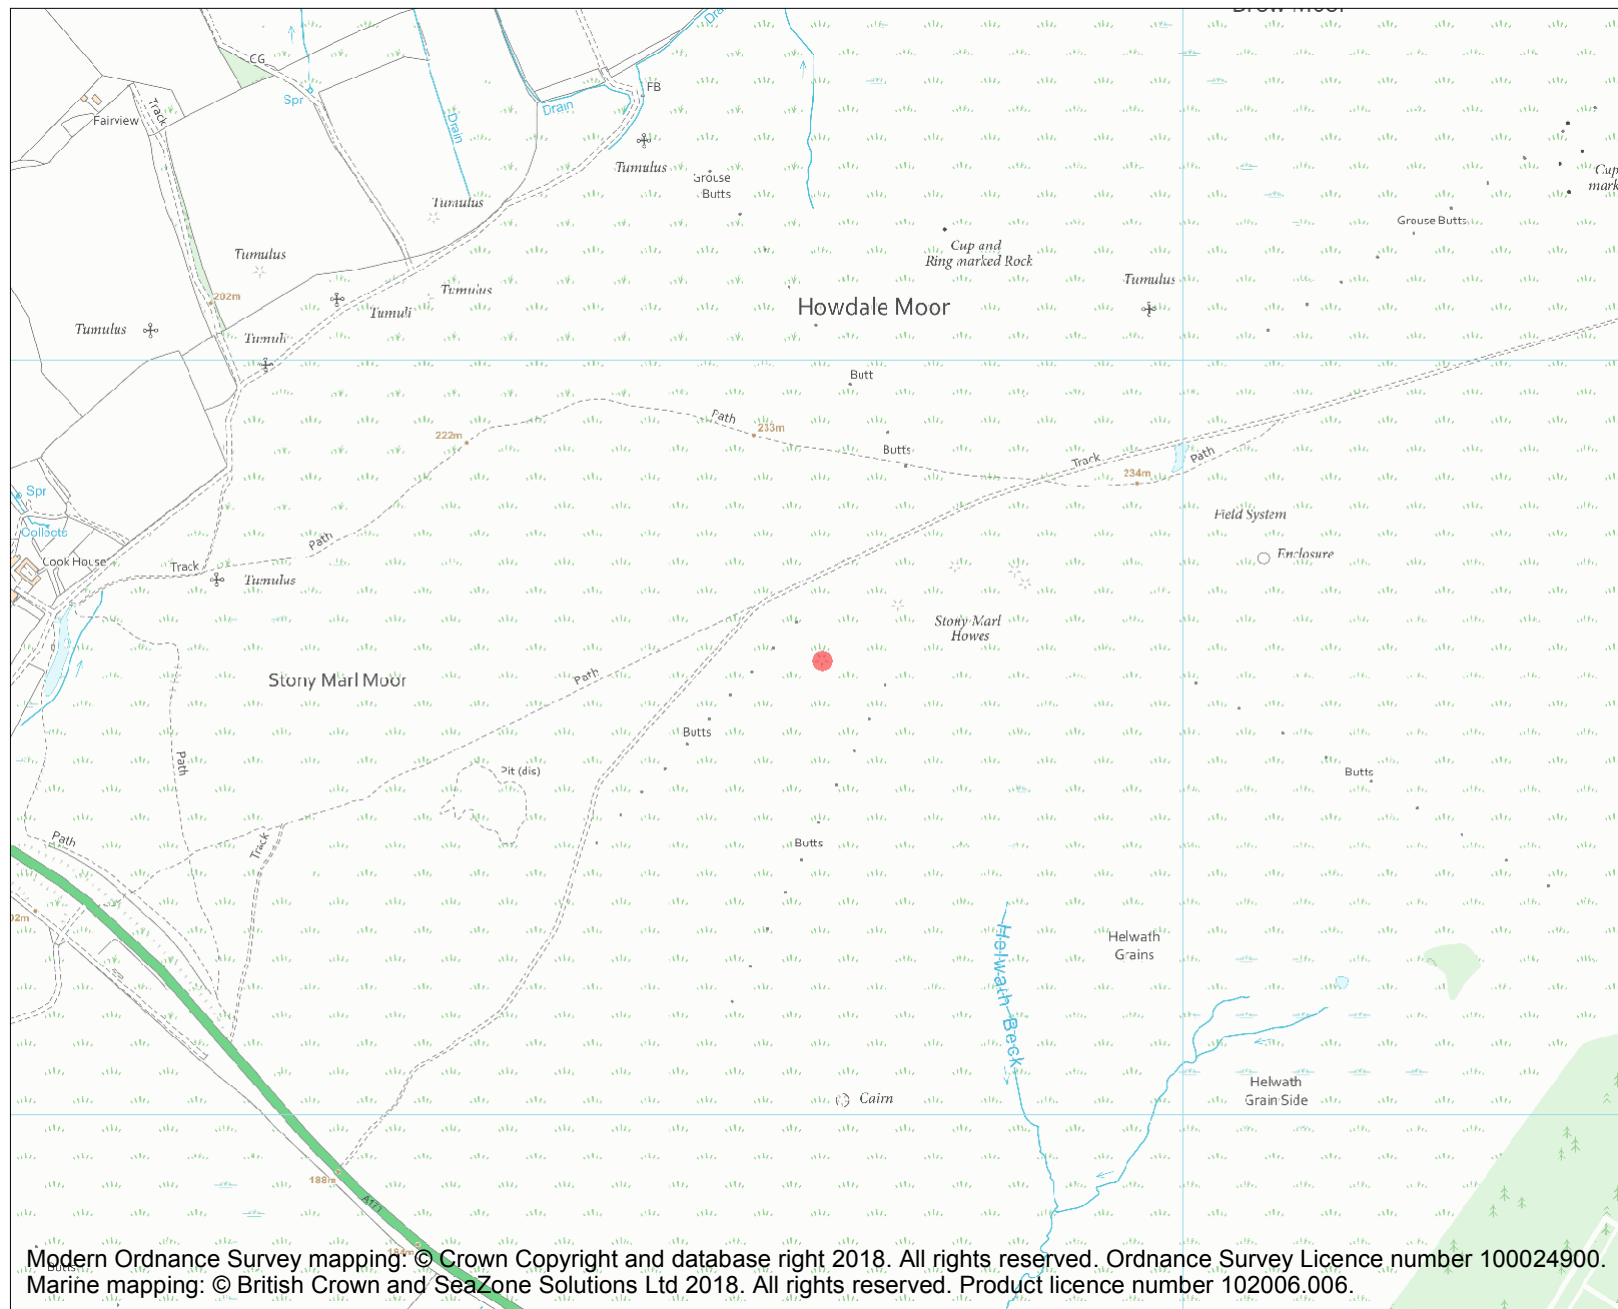 CG
Spr
Fairview
Track
Drain
Drain
FB
Tumulus
Grouse
Butts
Tumulus
Tumulus
Cup and
Ring marked Rock
Grouse Butts
Tumulus
202m
Tumulus
Tumuli
Howdale Moor
Tumulus
Tumuli
Butt
Path
233m
222m
Butts
Track
Path
234m
Spr
Collects
Field System
Enclosure
Path
Cook House
Track
Tumulus
Stony Marl
Howes
Stony Marl Moor
Path
Butts
Path
Pit (dis)
Butts
Path
Track
Butts
Helwath
Grains
Helwath Beck
Helwath
Grain Side
Cairn
188m
A171
184m
Butts
Modern Ordnance Survey mapping: © Crown Copyright and database right 2018. All rights reserved. Ordnance Survey Licence number 100024900.
Marine mapping: © British Crown and SeaZone Solutions Ltd 2018. All rights reserved. Product licence number 102006.006.